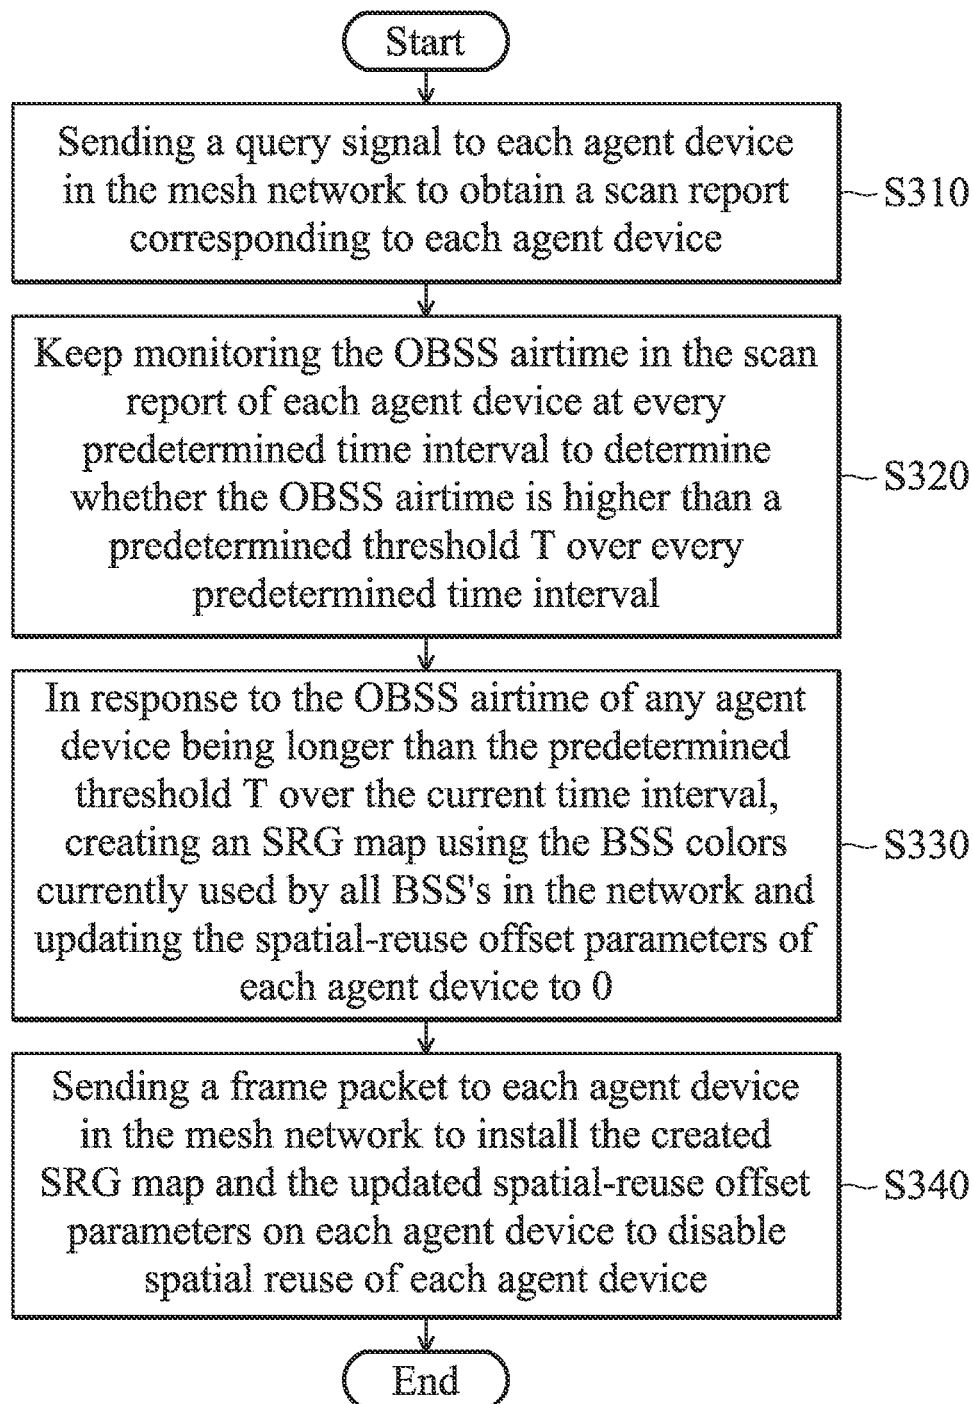 Start
Sending a query signal to each agent device
in the mesh network to obtain a scan report
corresponding to each agent device
S310
Keep monitoring the OBSS airtime in the scan
report of each agent device at every
predetermined time interval to determine
whether the OBSS airtime is higher than a
predetermined threshold T over every
predetermined time interval
S320
In response to the OBSS airtime of any agent
device being longer than the predetermined
threshold T over the current time interval,
creating an SRG map using the BSS colors
currently used by all BSS's in the network and
updating the spatial-reuse offset parameters of
each agent device to 0
S330
Sending a frame packet to each agent device
in the mesh network to install the created
SRG map and the updated spatial-reuse offset
parameters on each agent device to disable
spatial reuse of each agent device
S340
End